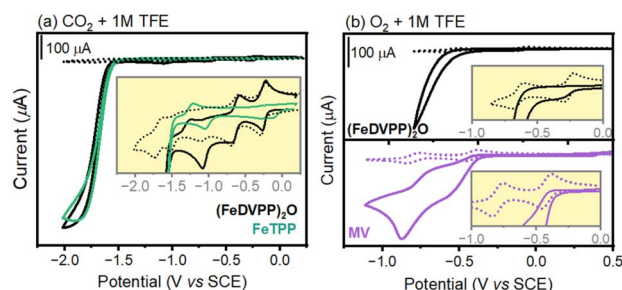 (a) CO₂ + 1M TFE
100 µA
Current (µA)
-2.0 -1.5 -1.0 -0.5 0.0
(FeDVPP)₂O
FeTPP
-2.0 -1.5 -1.0 -0.5 0.0
Potential (V vs SCE)
(b) O₂ + 1M TFE
100 µA
Current (µA)
-1.0 -0.5 0.0
(FeDVPP)₂O
MV
-1.0 -0.5 0.0
-1.0 -0.5 0.0 0.5
Potential (V vs SCE)